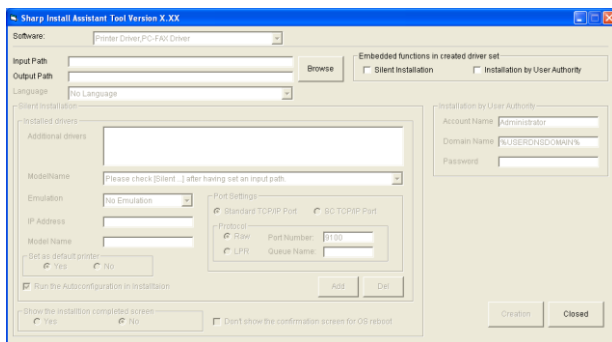 Sharp Install Assistant Tool Version X.XX
Software:
Printer Driver,PC-FAX Driver
Input Path
Output Path
Browse
Embedded functions in created driver set
Silent Installation
Installation by User Authority
Language
No Language
Silent Installation
Installed drivers
Additional drivers
ModelName
Please check [Silent...] after having set an input path.
Emulation
No Emulation
IP Address
Model Name
Port Settings
Standard TCP/IP Port
SC TCP/IP Port
Protocol
Raw
Port Number:
9100
LPR
Queue Name:
Set as default printer
Yes
No
Run the Autoconfiguration in Installtaion
Add
Del
Show the installtion completed screen
Yes
No
Don't show the confirmation screen for OS reboot
Installation by User Authority
Account Name
Administrator
Domain Name
%USERDNSDOMAIN%
Password
Creation
Closed